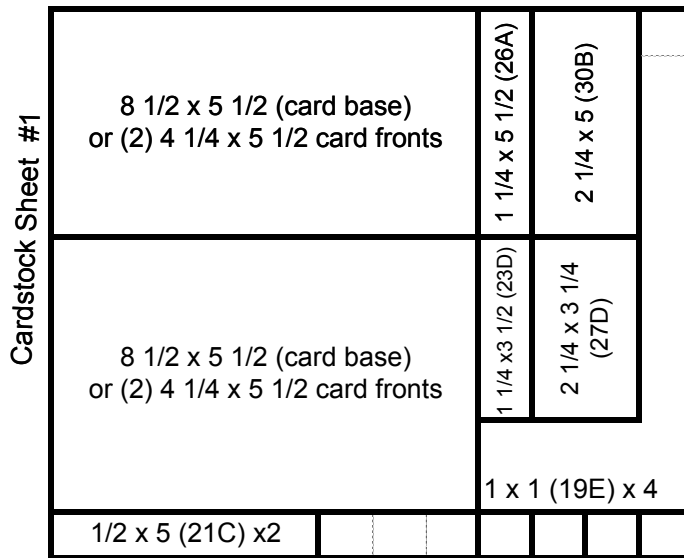 Cardstock Sheet #1
8 1/2 x 5 1/2 (card base)
or (2) 4 1/4 x 5 1/2 card fronts
1 1/4 x 5 1/2 (26A)
2 1/4 x 5 (30B)
8 1/2 x 5 1/2 (card base)
or (2) 4 1/4 x 5 1/2 card fronts
1 1/4 x3 1/2 (23D)
2 1/4 x 3 1/4
(27D)
1 x 1 (19E) x 4
1/2 x 5 (21C) x2